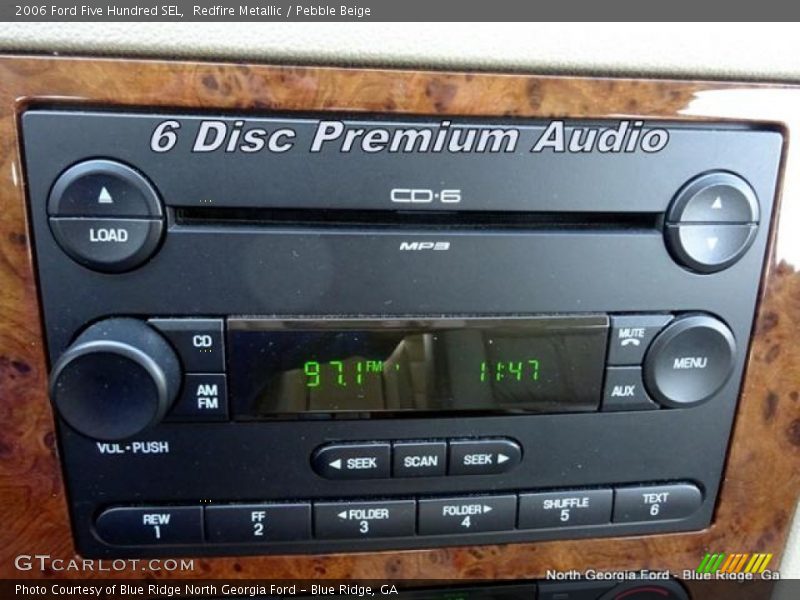 2006 Ford Five Hundred SEL, Redfire Metallic / Pebble Beige
6 Disc Premium Audio
CD·6
LOAD
MP3
CD
AM
FM
97.1 FM '
11:47
MUTE
AUX
MENU
VOL • PUSH
◄ SEEK
SCAN
SEEK ►
REW
1
FF
2
◄FOLDER
3
FOLDER►
4
SHUFFLE
5
TEXT
6
GTCARLOT.COM
North Georgia Ford - Blue Ridge, Ga
Photo Courtesy of Blue Ridge North Georgia Ford - Blue Ridge, GA